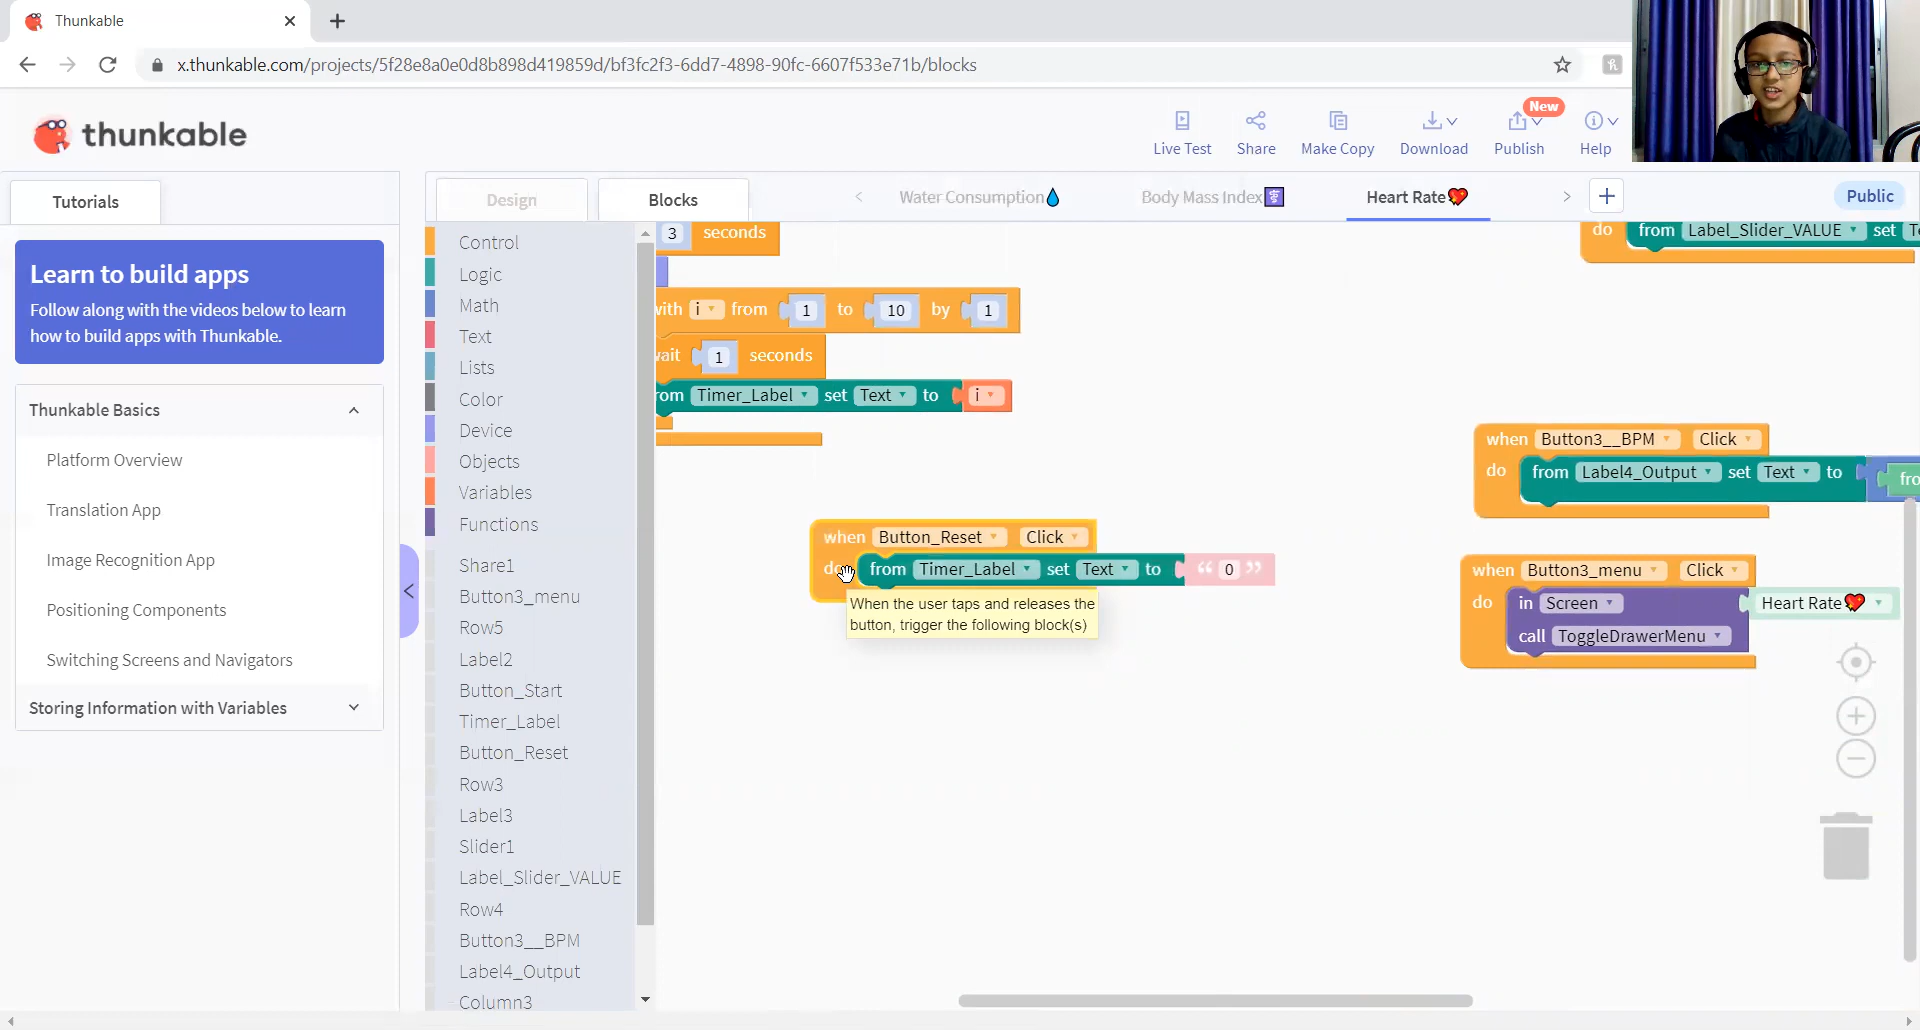 Thunkable
x.thunkable.com/projects/5f28e8a0e0d8b898d419859d/bf3fc2f3-6dd7-4898-90fc-6607f533e71b/blocks
thunkable
Live Test
Share
Make Copy
Download
New
Publish
Help
Tutorials
Design
Blocks
Water Consumption💧
Body Mass Index⚕️
Heart Rate💖
Public
Learn to build apps
Follow along with the videos below to learn
how to build apps with Thunkable.
Thunkable Basics
Platform Overview
Translation App
Image Recognition App
Positioning Components
Switching Screens and Navigators
Storing Information with Variables
Control
Logic
Math
Text
Lists
Color
Device
Objects
Variables
Functions
Share1
Button3_menu
Row5
Label2
Button_Start
Timer_Label
Button_Reset
Row3
Label3
Slider1
Label_Slider_VALUE
Row4
Button3__BPM
Label4_Output
Column3
3 seconds
with i from 1 to 10 by 1
wait 1 seconds
from Timer_Label set Text to i
when Button_Reset Click
do from Timer_Label set Text to “ 0 ”
When the user taps and releases the
button, trigger the following block(s)
do from Label_Slider_VALUE set
when Button3__BPM Click
do from Label4_Output set Text to
when Button3_menu Click
do in Screen Heart Rate💖
call ToggleDrawerMenu